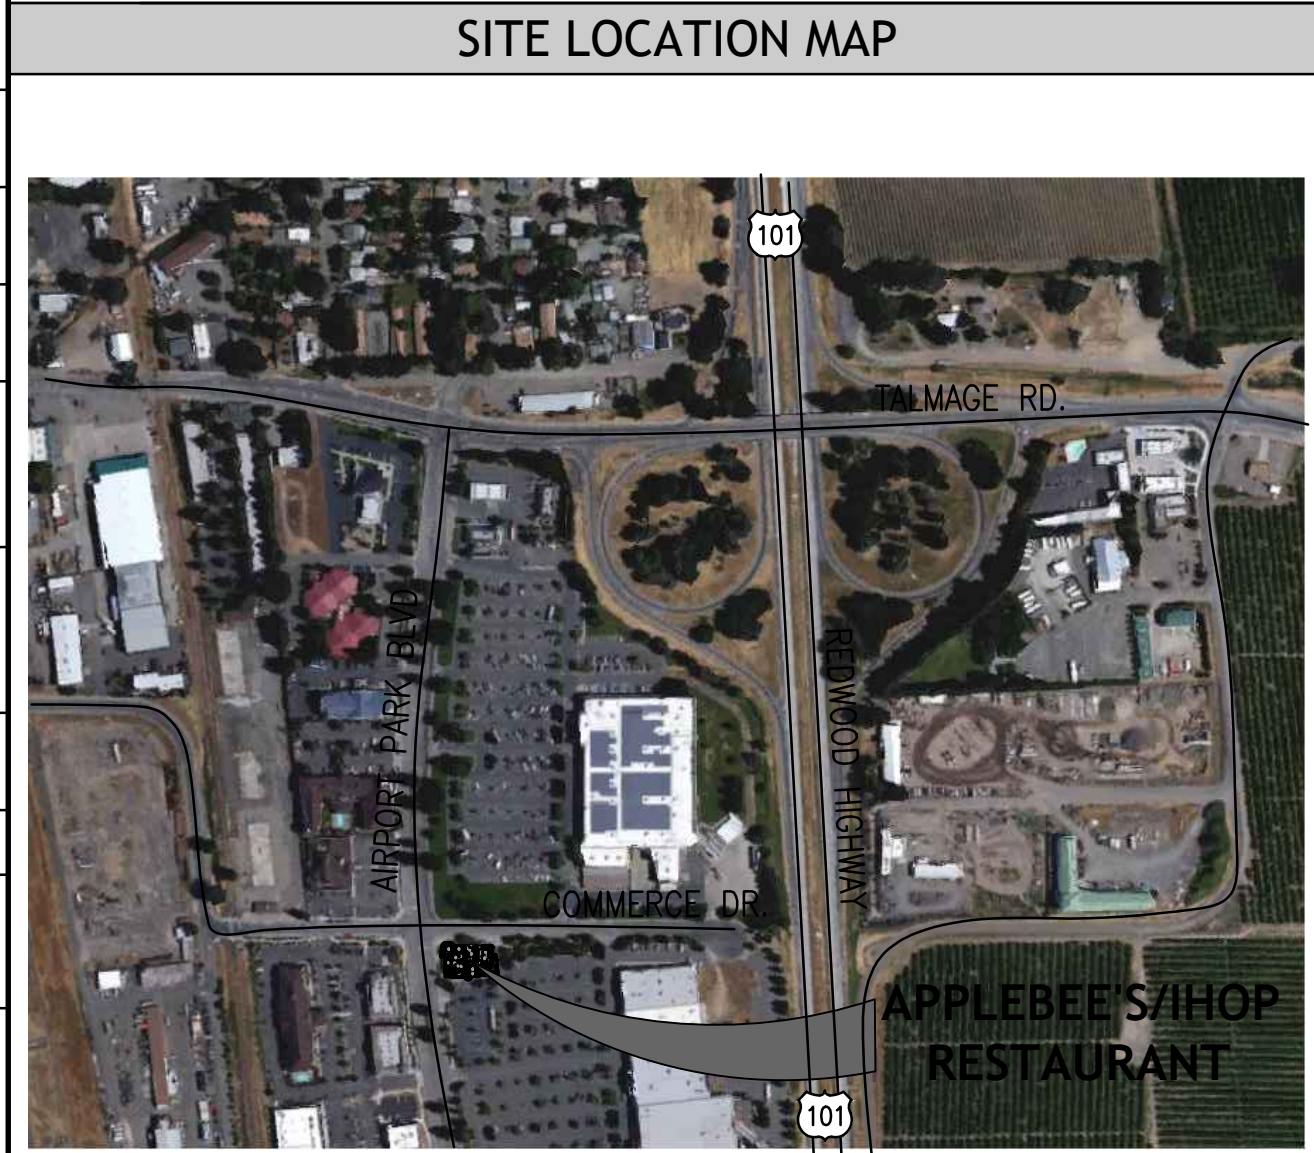 SITE LOCATION MAP
101
TALMAGE RD.
AIRPORT PARK BLVD
REDWOOD HIGHWAY
COMMERCE DR.
APPLEBEE'S/IHOP
RESTAURANT
101